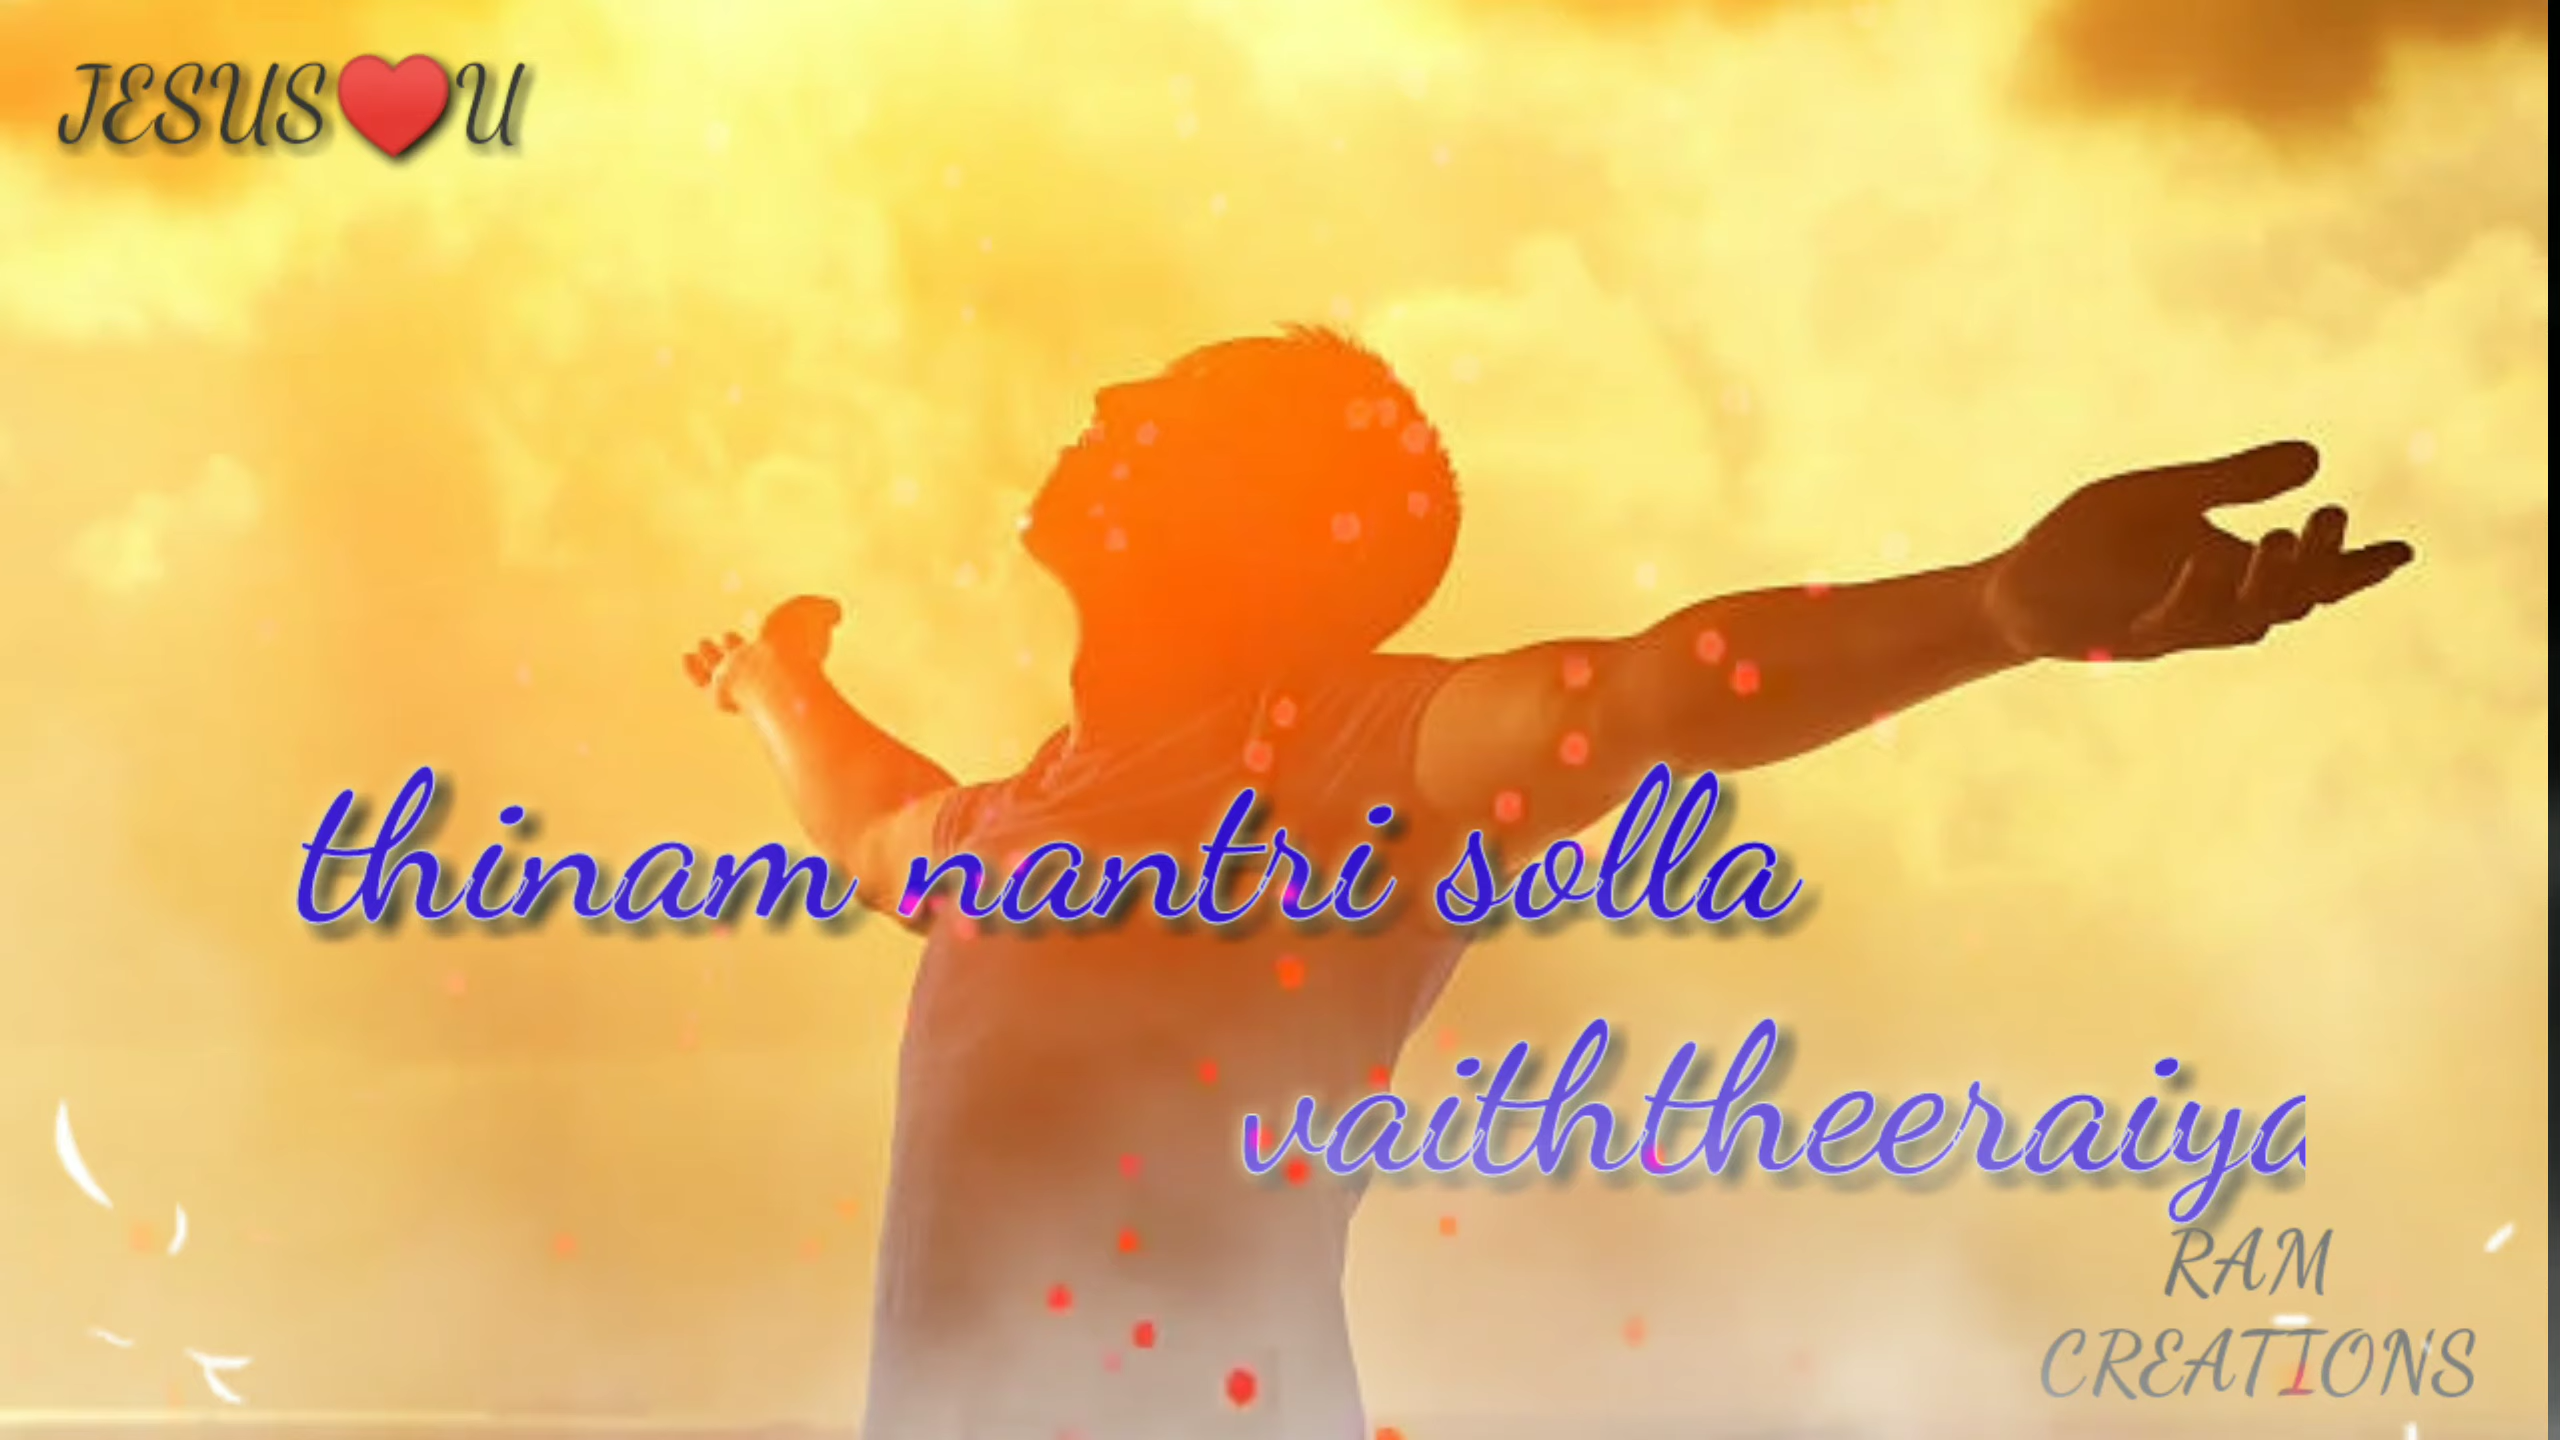 JESUS❤️U
thinam nantri solla
vaiththeeraiya
RAM
CREATIONS